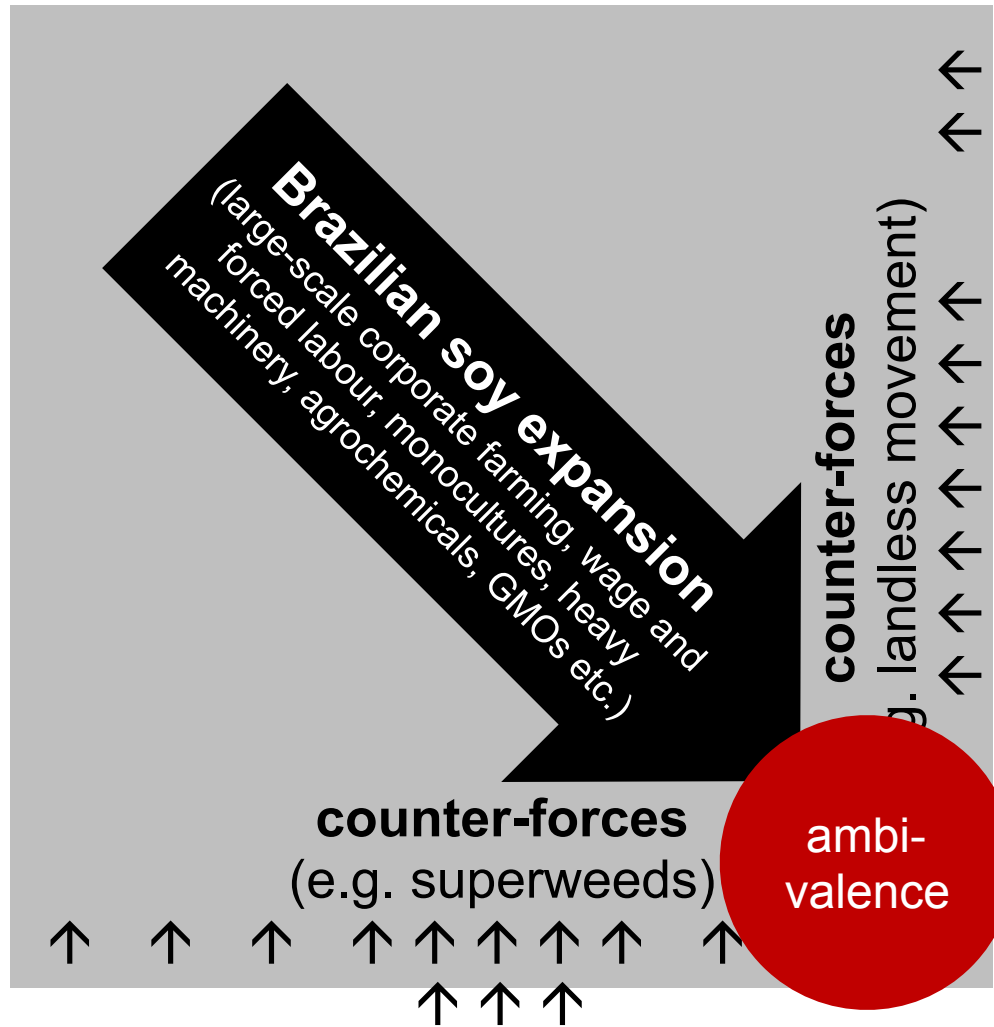 Brazilian soy expansion
(large-scale corporate farming, wage and
forced labour, monocultures, heavy
machinery, agrochemicals, GMOs etc.)
counter-forces
g. landless movement)
counter-forces
(e.g. superweeds)
ambi-
valence